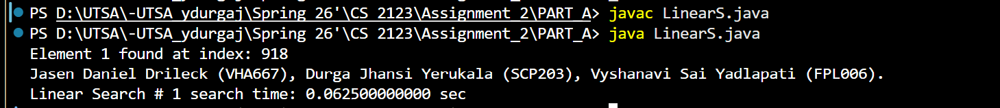 PS D:\UTSA\-UTSA_ydurgaj\Spring 26'\CS 2123\Assignment_2\PART_A> javac LinearS.java
PS D:\UTSA\-UTSA_ydurgaj\Spring 26'\CS 2123\Assignment_2\PART_A> java LinearS.java
Element 1 found at index: 918
Jasen Daniel Drileck (VHA667), Durga Jhansi Yerukala (SCP203), Vyshanavi Sai Yadlapati (FPL006).
Linear Search # 1 search time: 0.062500000000 sec